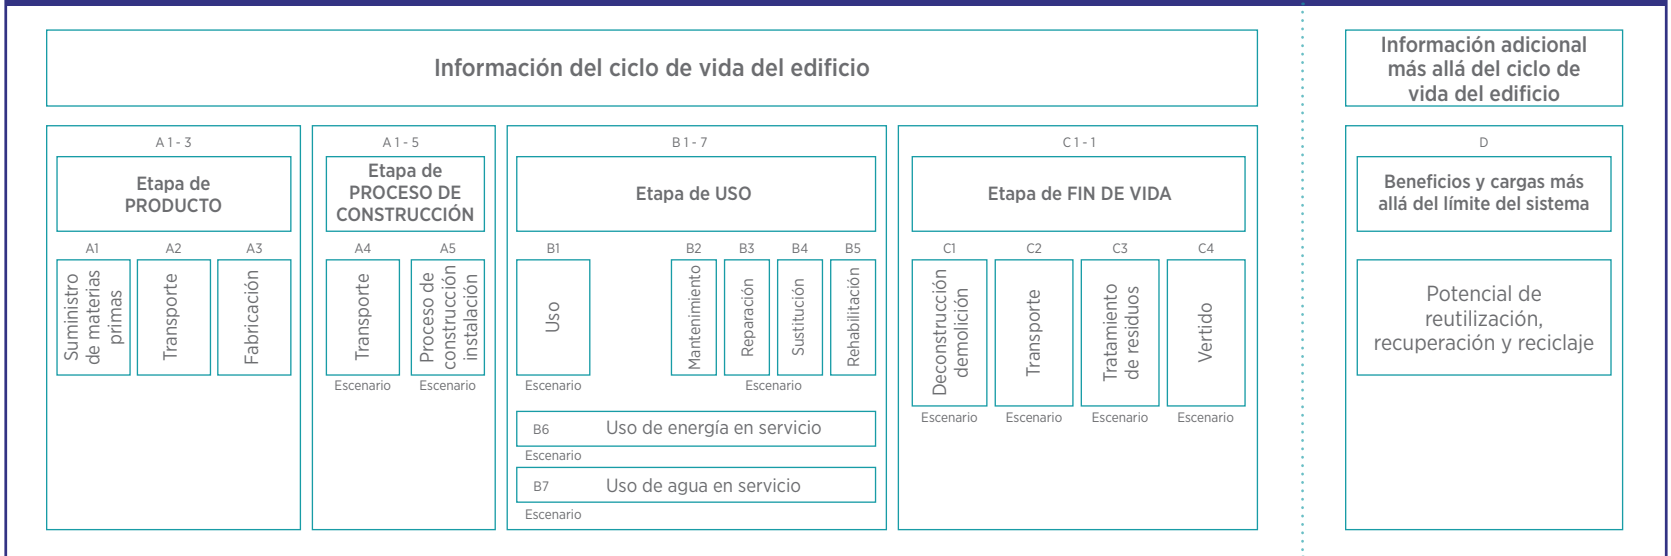 Información del ciclo de vida del edificio
Información adicional
más allá del ciclo de
vida del edificio
A 1 - 3
Etapa de
PRODUCTO
A1
A2
A3
Suministro
de materias
primas
Transporte
Fabricación
A 1 - 5
Etapa de
PROCESO DE
CONSTRUCCIÓN
A4
A5
Transporte
Proceso de
construcción
instalación
Escenario
Escenario
B 1 - 7
Etapa de USO
B1
B2
B3
B4
B5
Uso
Mantenimiento
Reparación
Sustitución
Rehabilitación
Escenario
Escenario
B6
Uso de energía en servicio
Escenario
B7
Uso de agua en servicio
Escenario
C 1 - 1
Etapa de FIN DE VIDA
C1
C2
C3
C4
Deconstrucción
demolición
Transporte
Tratamiento
de residuos
Vertido
Escenario
Escenario
Escenario
Escenario
D
Beneficios y cargas más
allá del límite del sistema
Potencial de
reutilización,
recuperación y reciclaje